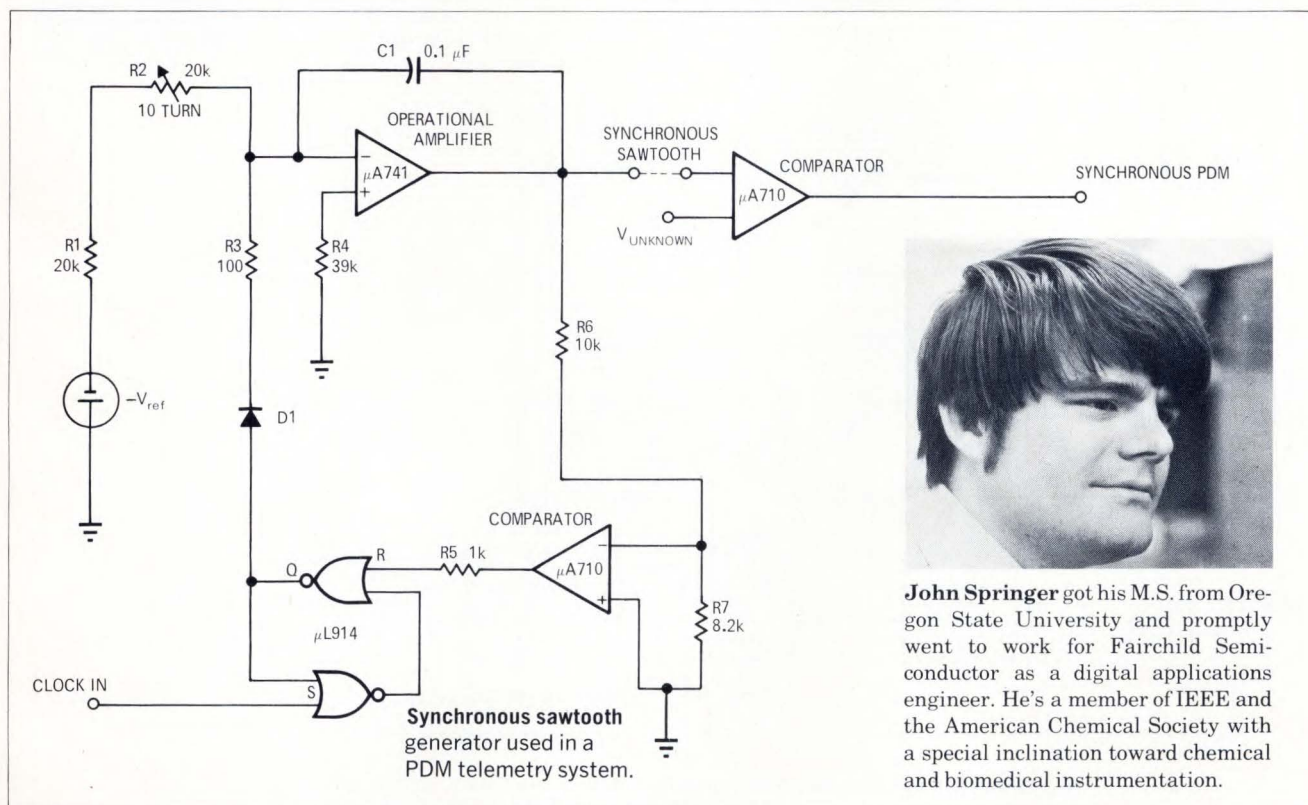 C1 0.1 μF
R2 20k
10 TURN
OPERATIONAL
AMPLIFIER
μA741
SYNCHRONOUS
SAWTOOTH
COMPARATOR
μA710
SYNCHRONOUS PDM
V UNKNOWN
R1
20k
R3
100
R4
39k
R6
10k
-Vref
D1
COMPARATOR
R5 1k
μA710
R
Q
R7
8.2k
μL914
CLOCK IN
S
Synchronous sawtooth
generator used in a
PDM telemetry system.
John Springer got his M.S. from Ore-
gon State University and promptly
went to work for Fairchild Semi-
conductor as a digital applications
engineer. He's a member of IEEE and
the American Chemical Society with
a special inclination toward chemical
and biomedical instrumentation.